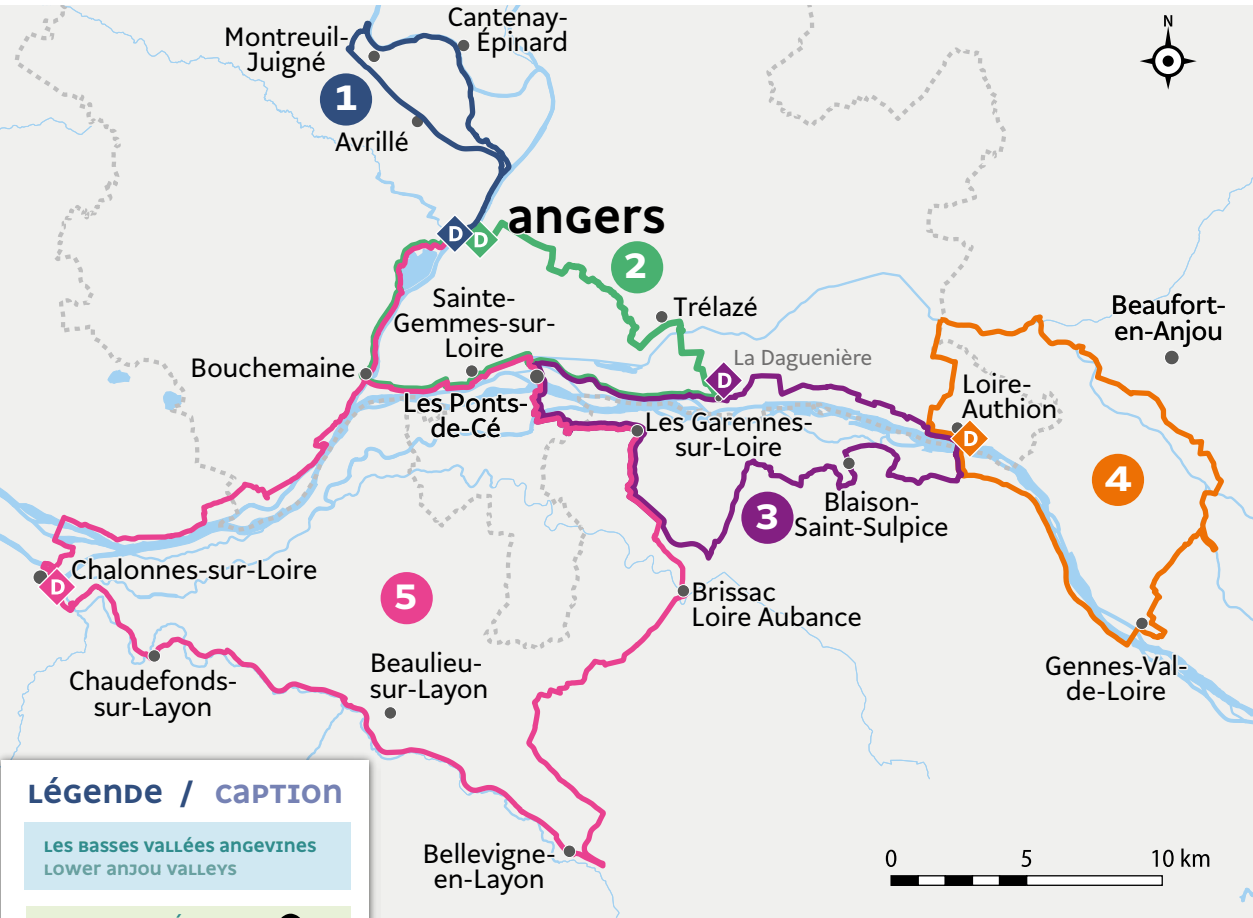 Cantenay-
Épinard
N
Montreuil-
Juigné
1
Avrillé
angers
D
D
2
Sainte-
Gemmes-sur-
Loire
Trélazé
Beaufort-
en-Anjou
Bouchemaine
La Daguenière
D
Loire-
Authion
Les Ponts-
de-Cé
Les Garennes-
sur-Loire
D
4
3
Blaison-
Saint-Sulpice
Chalonnes-sur-Loire
D
5
Brissac
Loire Aubance
Beaulieu-
sur-Layon
Chaudefonds-
sur-Layon
Gennes-Val-
de-Loire
Légende / caption
Les Basses vallées angevines
Lower anjou valleys
Bellevigne-
en-Layon
0 5 10 km